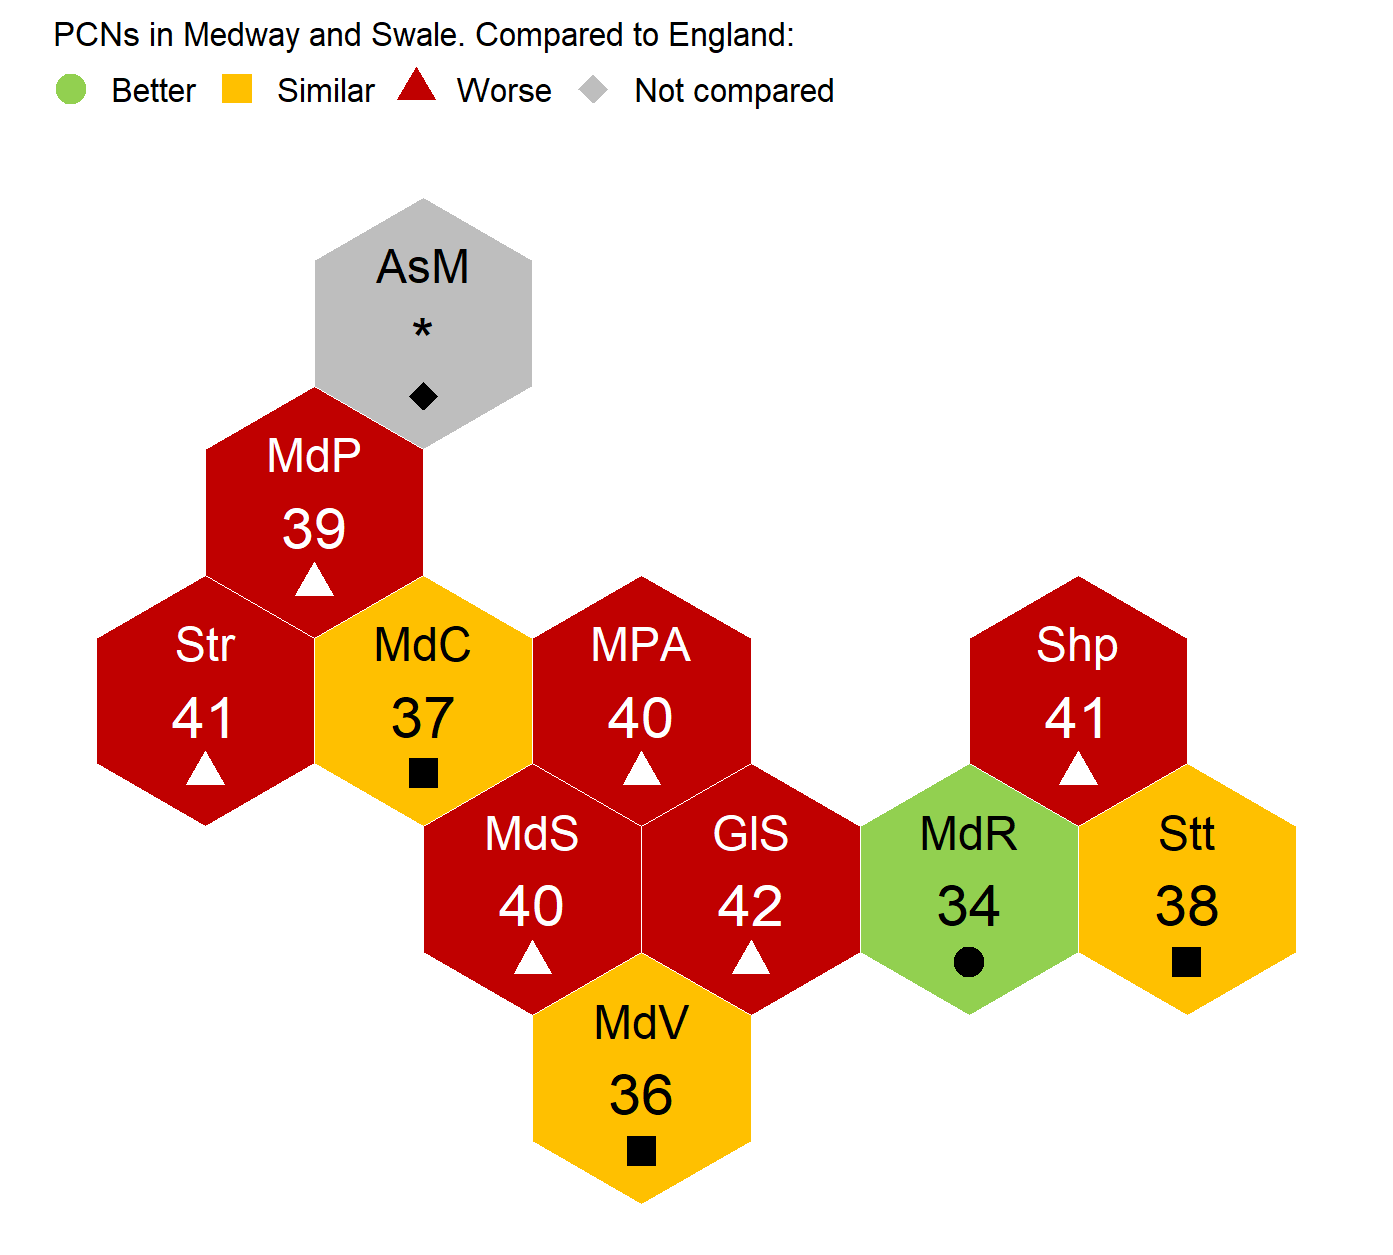 PCNs in Medway and Swale. Compared to England:
Better Similar Worse Not compared
AsM
*
MdP
39
Str
41
MdC
37
MPA
40
Shp
41
MdS
40
GlS
42
MdR
34
Stt
38
MdV
36